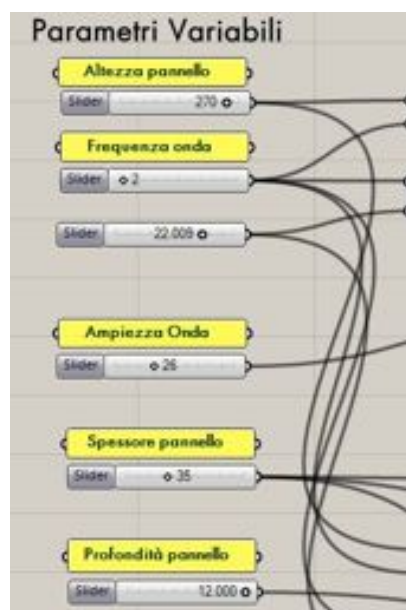 Parametri Variabili
Altezza pannello
Slider 270
Frequenza onda
Slider 2
Slider 22.009
Ampiezza Onda
Slider 26
Spessore pannello
Slider 35
Profondità pannello
Slider 12.000